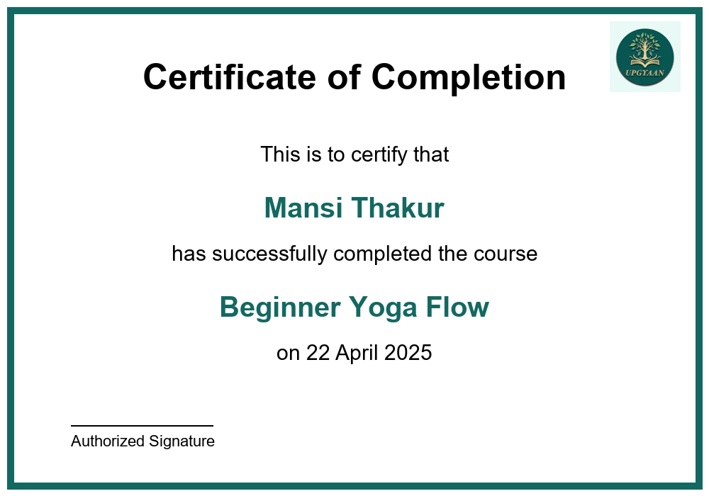 Certificate of Completion
UPGYAAN
This is to certify that
Mansi Thakur
has successfully completed the course
Beginner Yoga Flow
on 22 April 2025
Authorized Signature